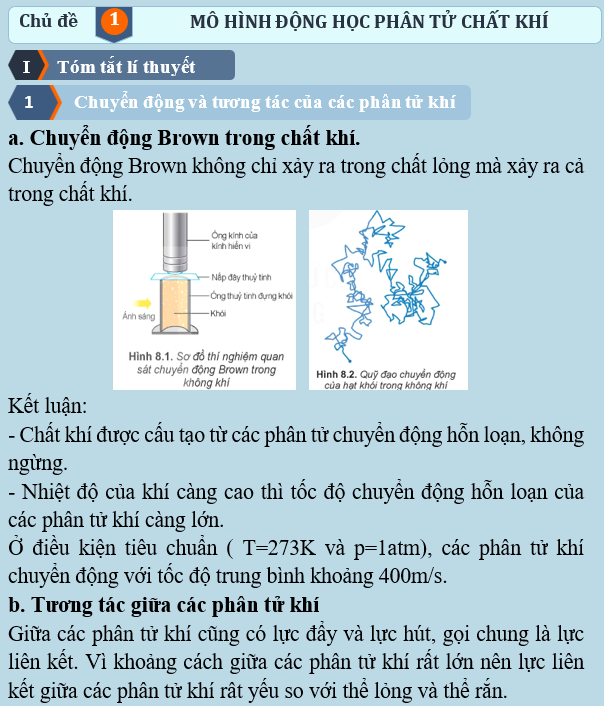 Chủ đề 1 MÔ HÌNH ĐỘNG HỌC PHÂN TỬ CHẤT KHÍ
I Tóm tắt lí thuyết
1 Chuyển động và tương tác của các phân tử khí
a. Chuyển động Brown trong chất khí.
Chuyển động Brown không chỉ xảy ra trong chất lỏng mà xảy ra cả
trong chất khí.
Ống kính của
kính hiển vi
Nắp đậy thuỷ tinh
Ống thuỷ tinh đựng khói
Ánh sáng
Khói
Hình 8.1. Sơ đồ thí nghiệm quan
sát chuyển động Brown trong
không khí
Hình 8.2. Quỹ đạo chuyển động
của hạt khói trong không khí
Kết luận:
- Chất khí được cấu tạo từ các phân tử chuyển động hỗn loạn, không
ngừng.
- Nhiệt độ của khí càng cao thì tốc độ chuyển động hỗn loạn của
các phân tử khí càng lớn.
Ở điều kiện tiêu chuẩn ( T=273K và p=1atm), các phân tử khí
chuyển động với tốc độ trung bình khoảng 400m/s.
b. Tương tác giữa các phân tử khí
Giữa các phân tử khí cũng có lực đẩy và lực hút, gọi chung là lực
liên kết. Vì khoảng cách giữa các phân tử khí rất lớn nên lực liên
kết giữa các phân tử khí rât yếu so với thể lỏng và thể rắn.